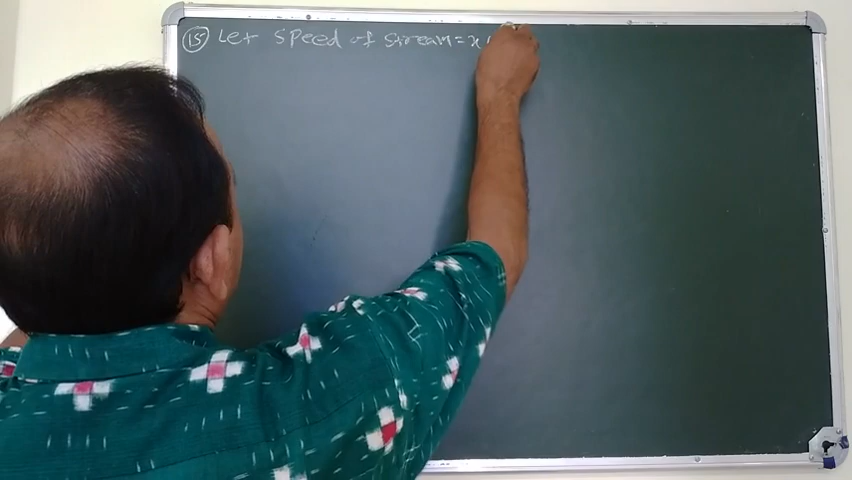 (15) Let Speed of stream = x